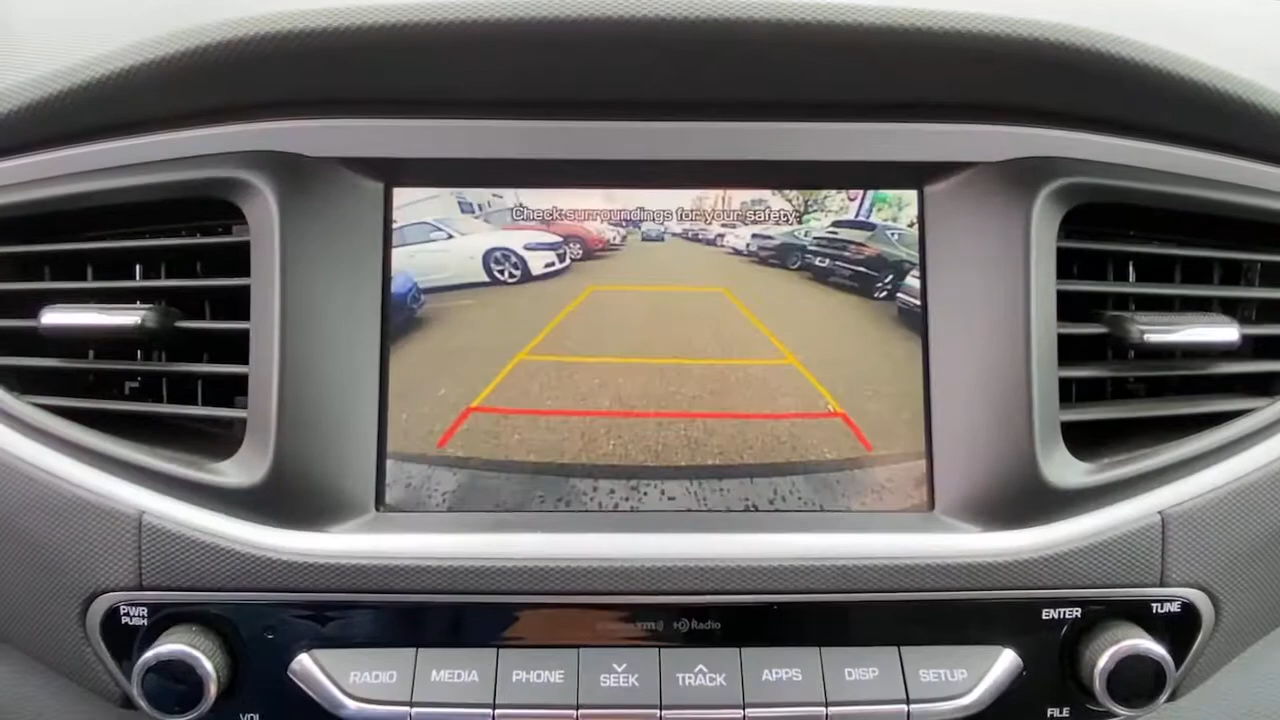 Check surroundings for your safety.
PWR
PUSH
HD Radio
ENTER
TUNE
RADIO
MEDIA
PHONE
SEEK
TRACK
APPS
DISP
SETUP
VOL
FILE